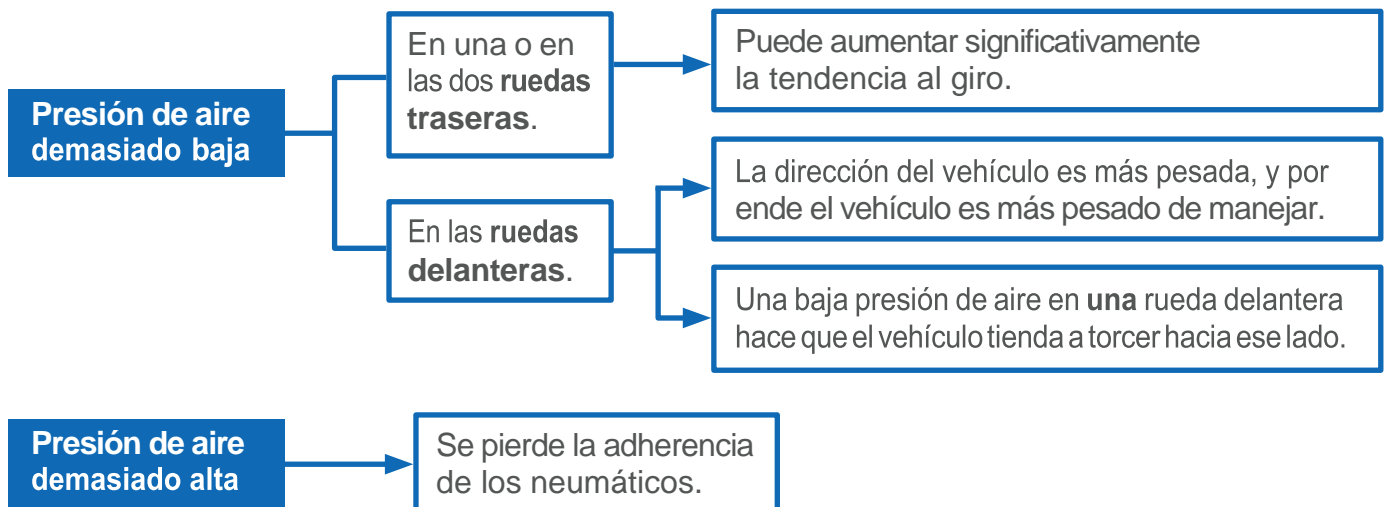 Presión de aire
demasiado baja
En una o en
las dos ruedas
traseras.
Puede aumentar significativamente
la tendencia al giro.
En las ruedas
delanteras.
La dirección del vehículo es más pesada, y por
ende el vehículo es más pesado de manejar.
Una baja presión de aire en una rueda delantera
hace que el vehículo tienda a torcer hacia ese lado.
Presión de aire
demasiado alta
Se pierde la adherencia
de los neumáticos.